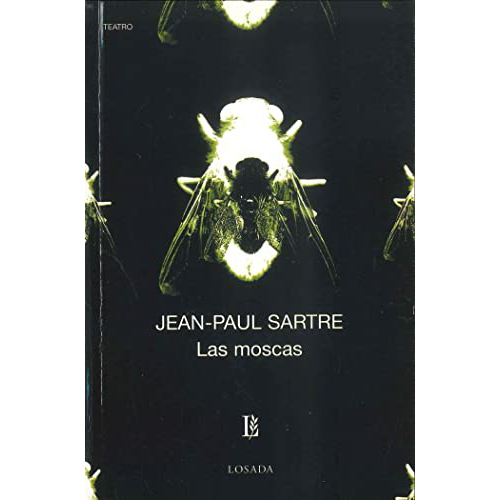 TEATRO
JEAN-PAUL SARTRE
Las moscas
L
LOSADA